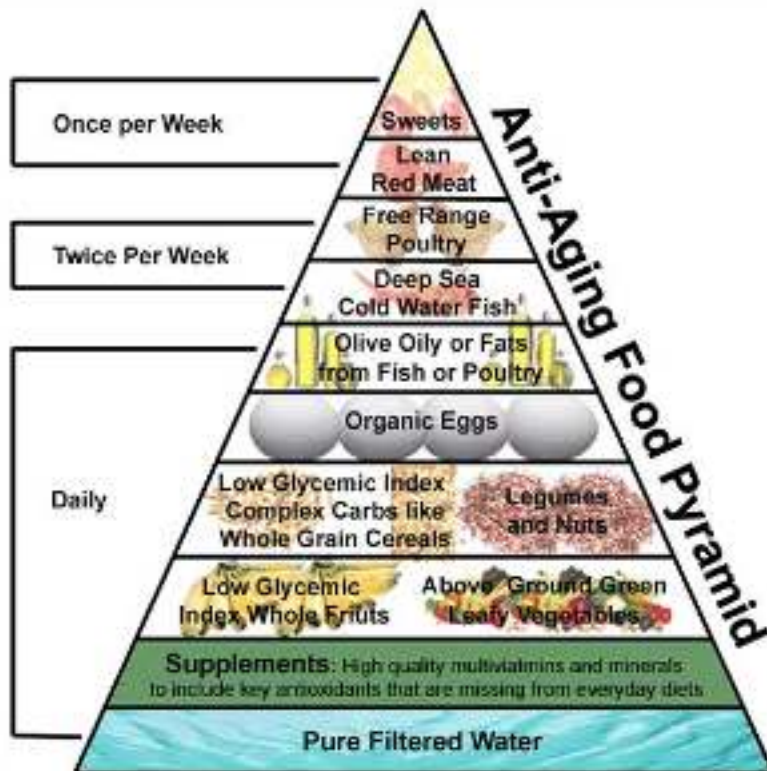 Anti-Aging Food Pyramid
Once per Week
Sweets
Lean
Red Meat
Twice Per Week
Free Range
Poultry
Deep Sea
Cold Water Fish
Daily
Olive Oily or Fats
from Fish or Poultry
Organic Eggs
Low Glycemic Index
Complex Carbs like
Whole Grain Cereals
Legumes
and Nuts
Low Glycemic
Index Whole Friuts
Above Ground Green
Leafy Vegetables
Supplements: High quality multiviatmins and minerals
to include key antioxidants that are missing from everyday diets
Pure Filtered Water